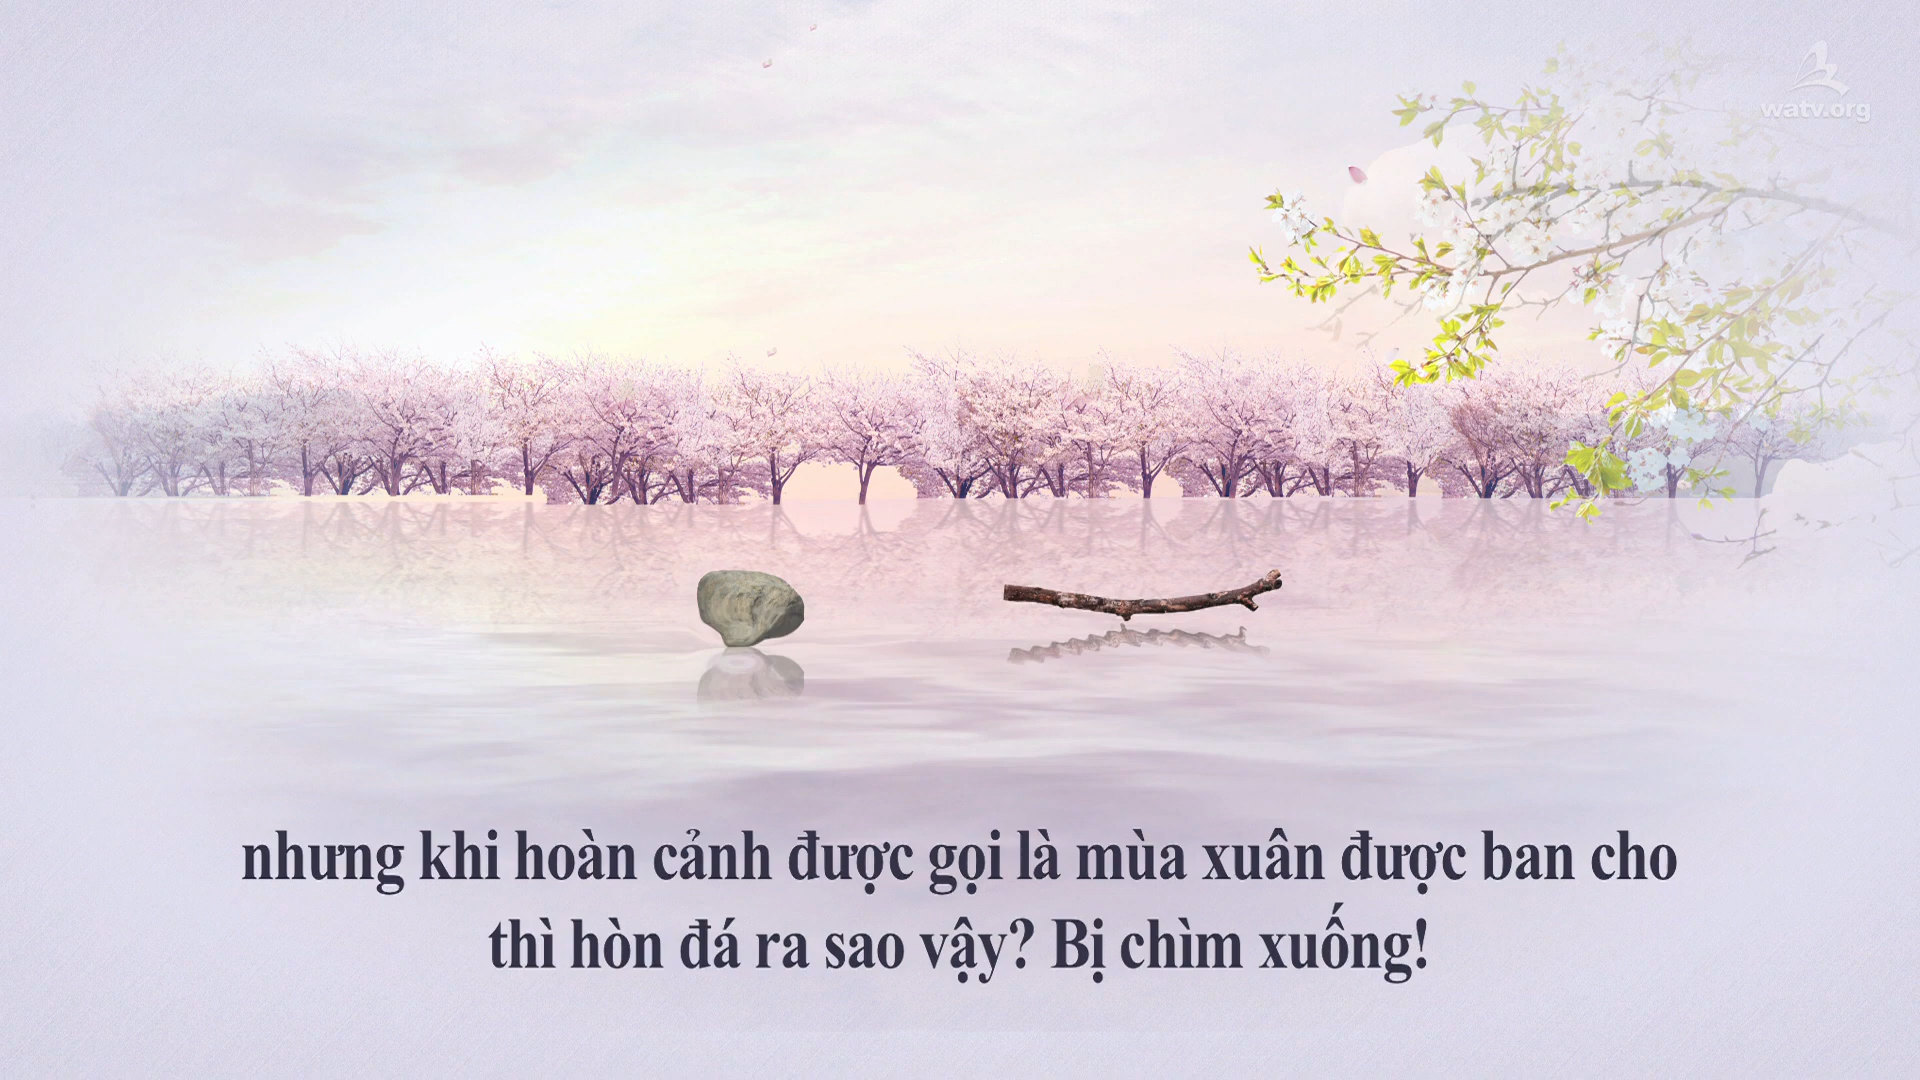 watv.org
nhưng khi hoàn cảnh được gọi là mùa xuân được ban cho
thì hòn đá ra sao vậy? Bị chìm xuống!